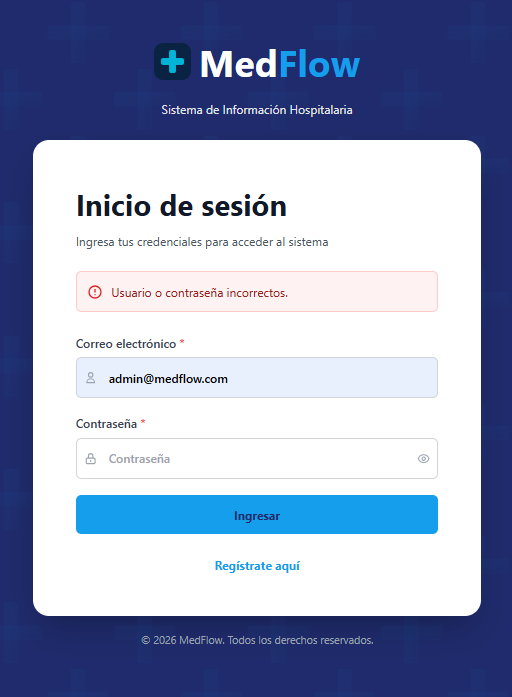 MedFlow
Sistema de Información Hospitalaria
Inicio de sesión
Ingresa tus credenciales para acceder al sistema
Usuario o contraseña incorrectos.
Correo electrónico *
admin@medflow.com
Contraseña *
Contraseña
Ingresar
Regístrate aquí
© 2026 MedFlow. Todos los derechos reservados.